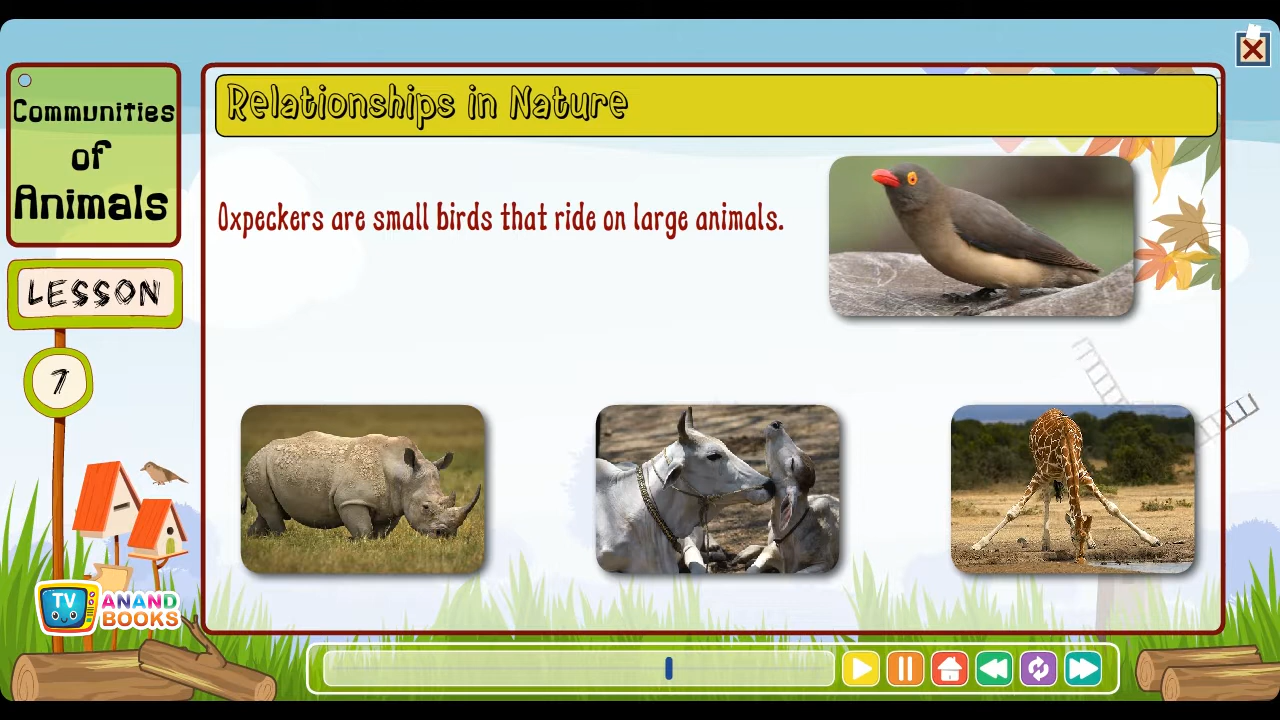 Communities
of
Animals
LESSON
7
Relationships in Nature
Oxpeckers are small birds that ride on large animals.
TV
ANAND
BOOKS